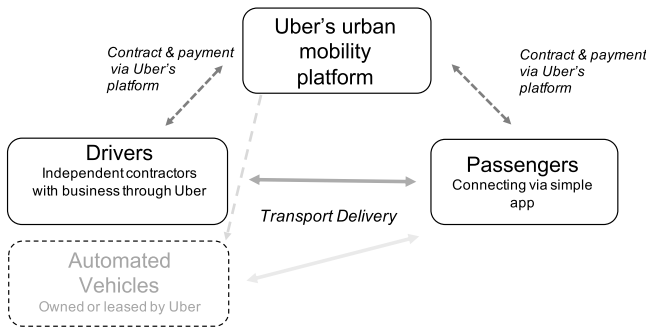 Uber's urban
mobility
platform
Contract & payment
via Uber's
platform
Contract & payment
via Uber's
platform
Drivers
Independent contractors
with business through Uber
Passengers
Connecting via simple
app
Transport Delivery
Automated
Vehicles
Owned or leased by Uber